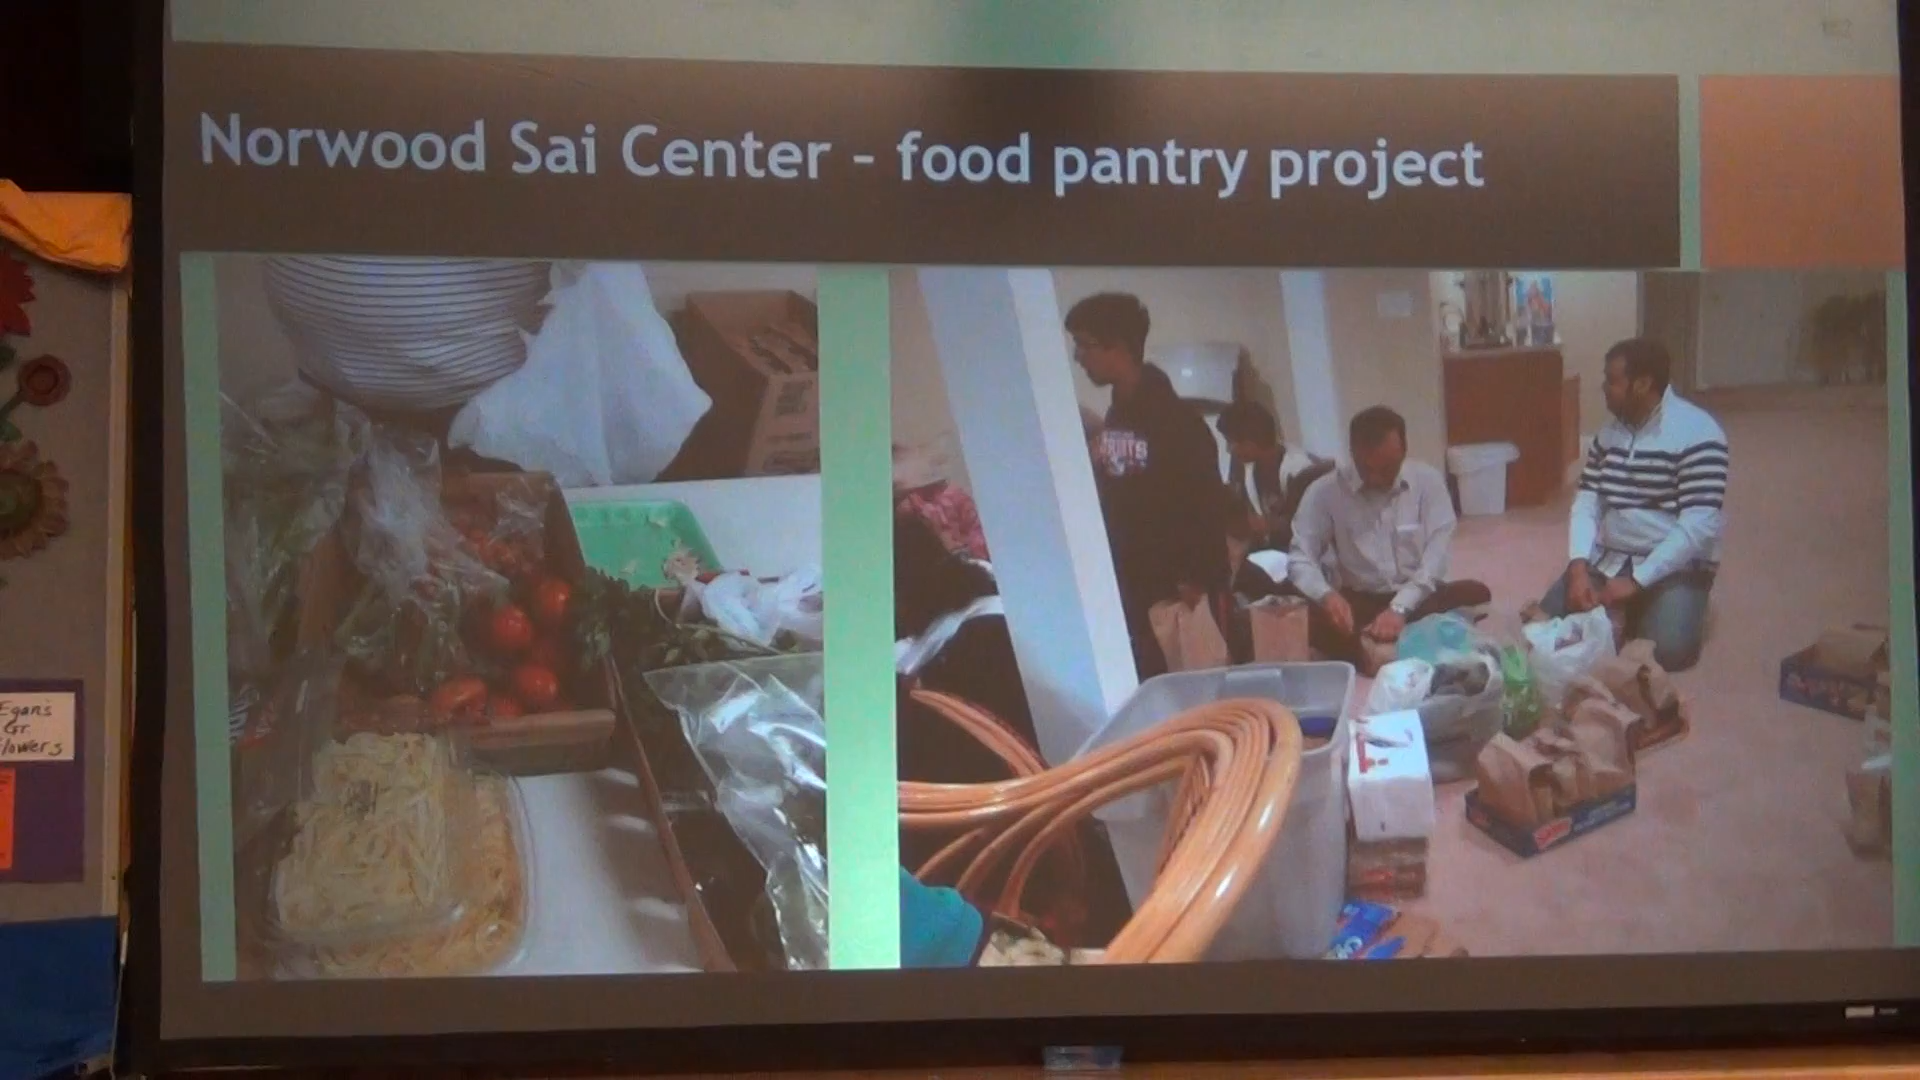 Norwood Sai Center – food pantry project
Egan's
Gr.
Flowers